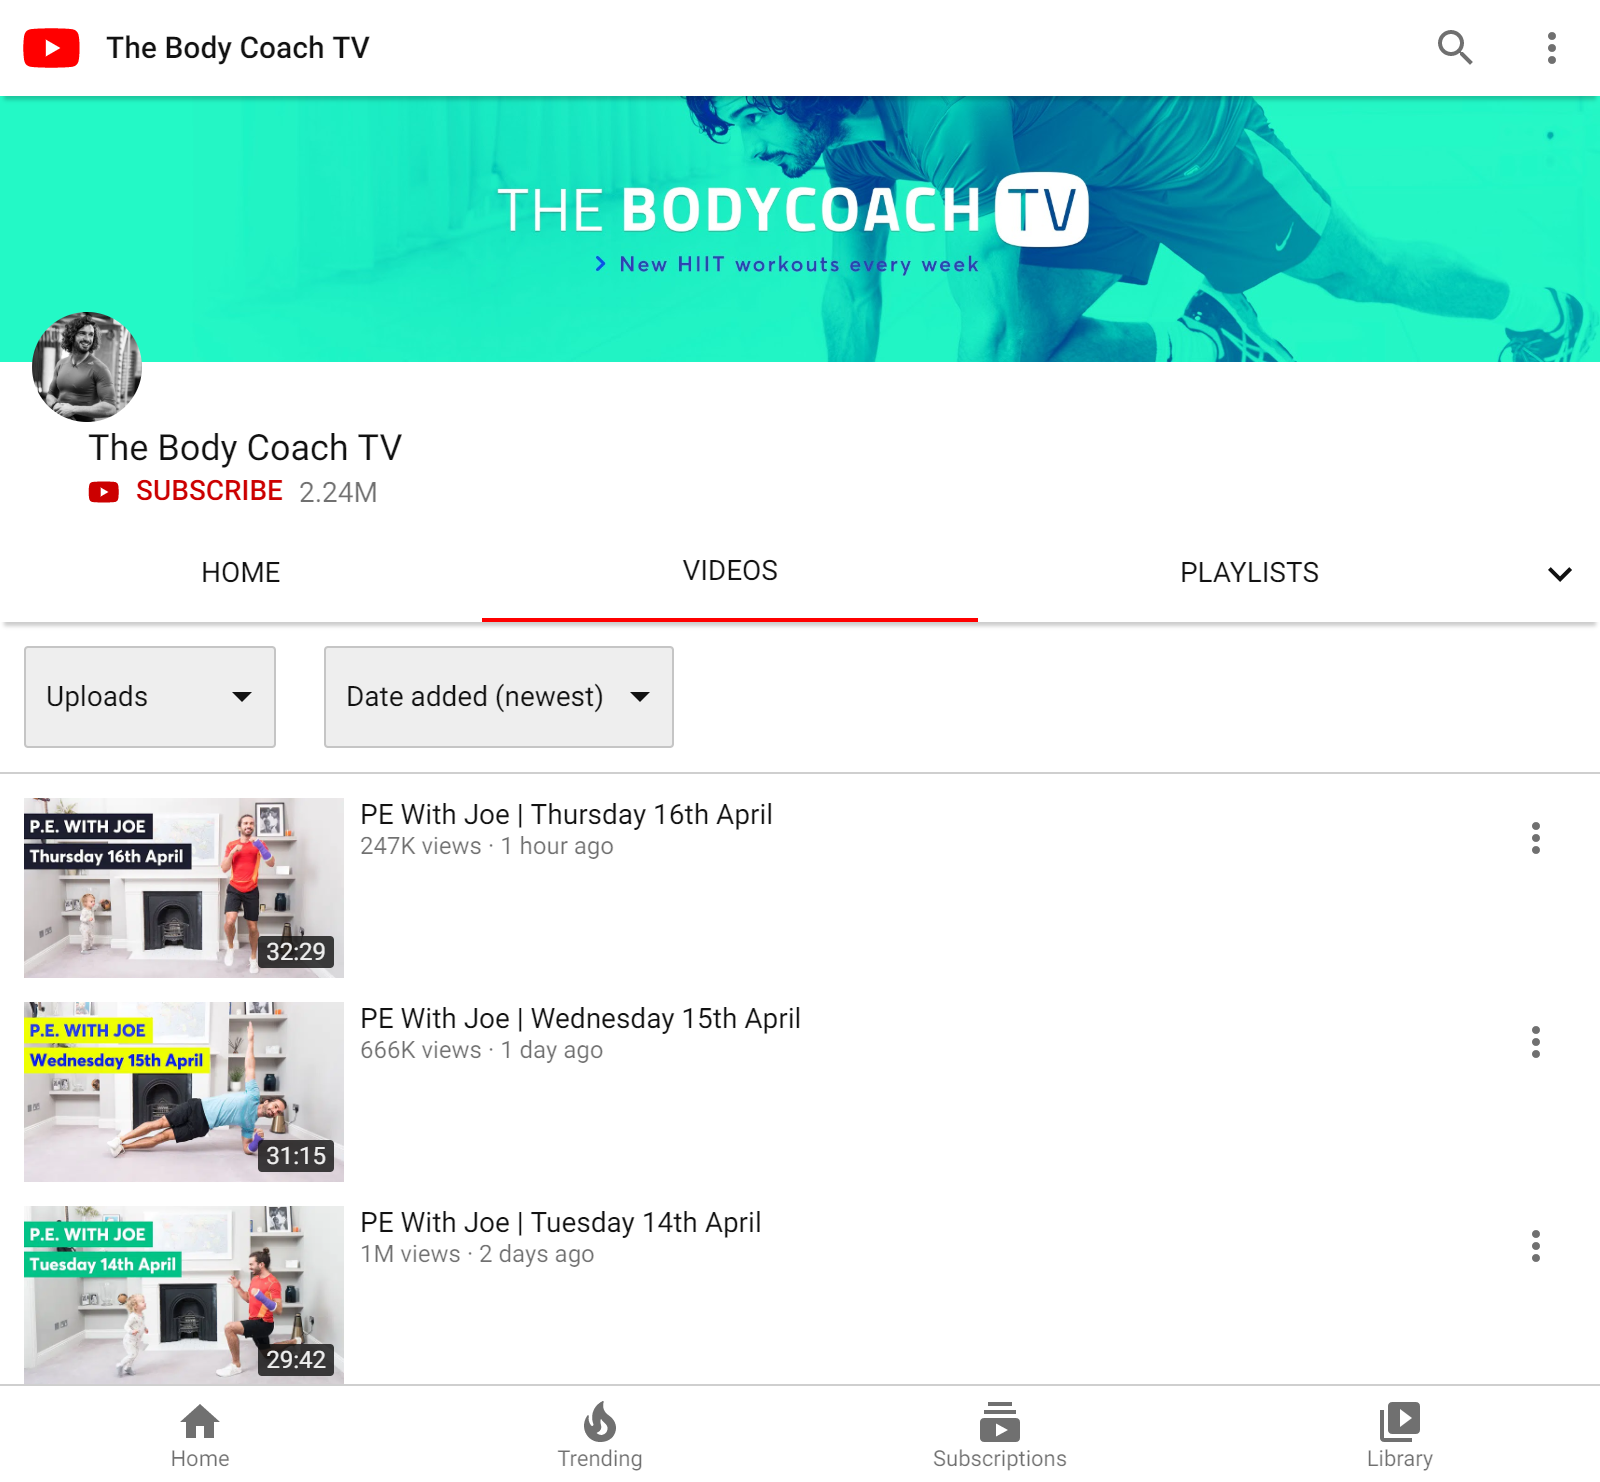 The Body Coach TV
THE BODYCOACH TV
> New HIIT workouts every week
The Body Coach TV
SUBSCRIBE 2.24M
HOME VIDEOS PLAYLISTS
Uploads Date added (newest)
P.E. WITH JOE
Thursday 16th April
32:29
PE With Joe | Thursday 16th April
247K views · 1 hour ago
P.E. WITH JOE
Wednesday 15th April
31:15
PE With Joe | Wednesday 15th April
666K views · 1 day ago
P.E. WITH JOE
Tuesday 14th April
29:42
PE With Joe | Tuesday 14th April
1M views · 2 days ago
Home Trending Subscriptions Library